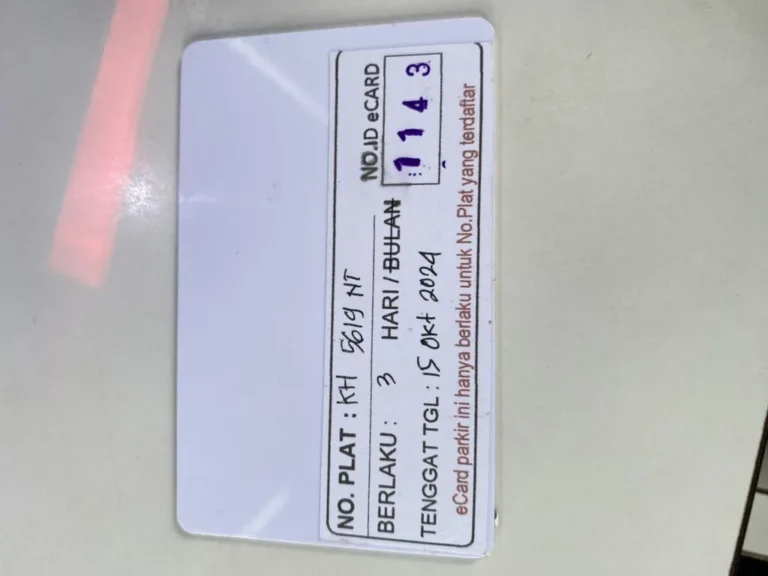 NO. PLAT : KH 5619 NT
NO.ID eCARD
1143
BERLAKU : 3 HARI / BULAN
TENGGAT TGL : 15 Okt 2024
eCard parkir ini hanya berlaku untuk No.Plat yang terdaftar